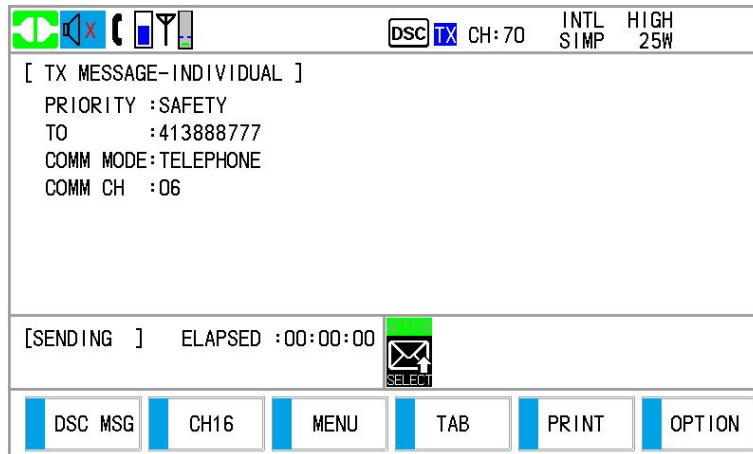 DSC TX CH:70 INTL HIGH
SIMP 25W
[ TX MESSAGE-INDIVIDUAL ]
PRIORITY :SAFETY
TO :413888777
COMM MODE:TELEPHONE
COMM CH :06
[SENDING ] ELAPSED :00:00:00
SELECT
DSC MSG CH16 MENU TAB PRINT OPTION